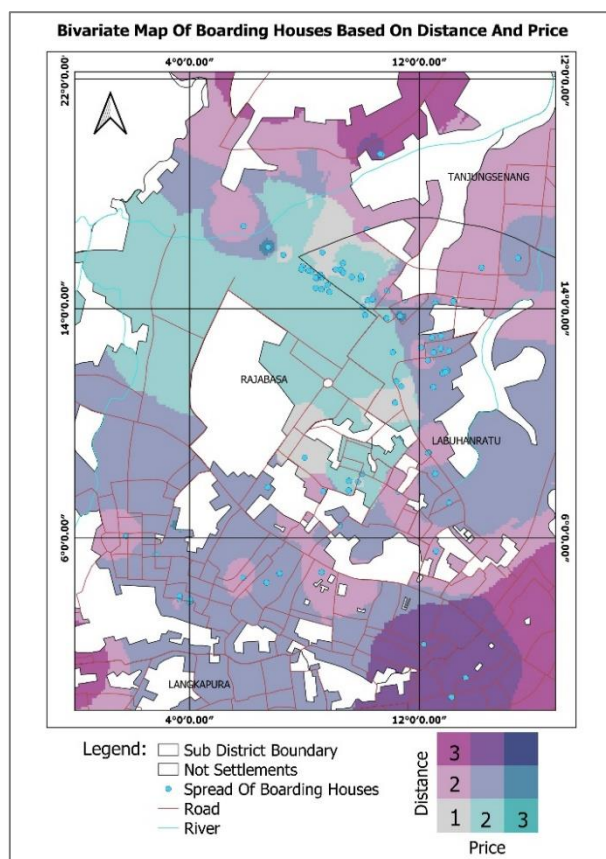 Bivariate Map Of Boarding Houses Based On Distance And Price
4°0'0.00" 12°0'0.00"
22°0'0.00" 22°0'0.00"
TANJUNGSENANG
14°0'0.00" 14°0'0.00"
RAJABASA
LABUHANRATU
6°0'0.00" 6°0'0.00"
LANGKAPURA
4°0'0.00" 12°0'0.00"
Legend:
Sub District Boundary
Not Settlements
Spread Of Boarding Houses
Road
River
Distance
3
2
1 2 3
Price